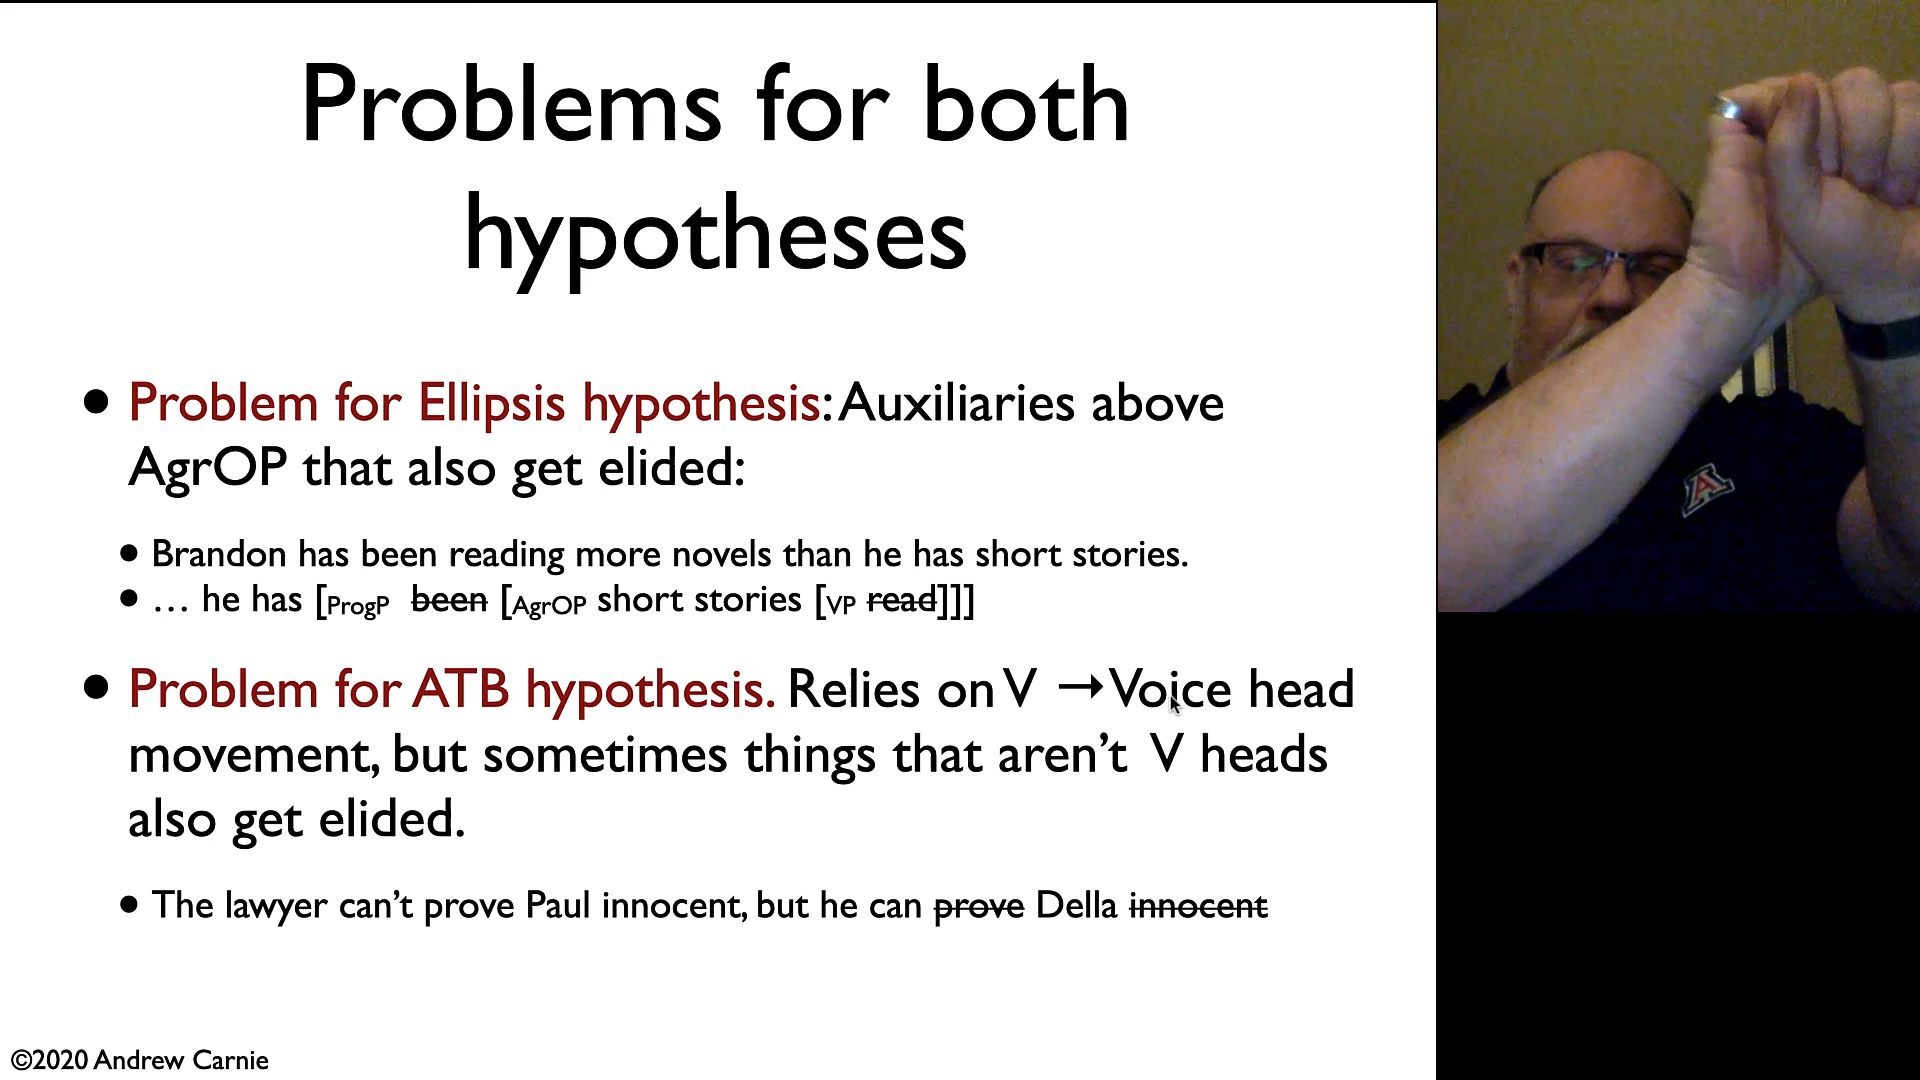 Problems for both
hypotheses
• Problem for Ellipsis hypothesis: Auxiliaries above
AgrOP that also get elided:
• Brandon has been reading more novels than he has short stories.
• … he has [ProgP been [AgrOP short stories [VP read]]]
• Problem for ATB hypothesis. Relies on V → Voice head
movement, but sometimes things that aren’t V heads
also get elided.
• The lawyer can’t prove Paul innocent, but he can prove Della innocent
©2020 Andrew Carnie
A